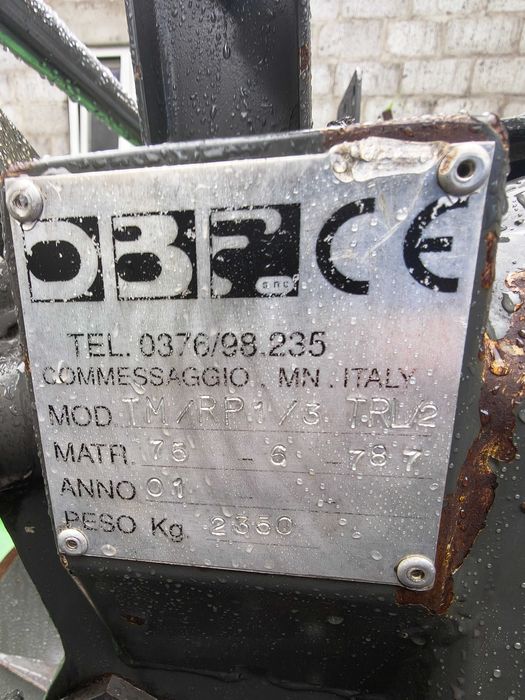 OBR snc CE
TEL. 0376/98.235
COMMESSAGGIO . MN . ITALY
MOD. TM/RP1/3 TRL/2
MATR. 75 - 6 - 787
ANNO 01 - -
PESO Kg. 2350